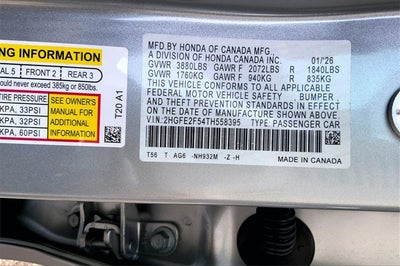 NG INFORMATION
AL 5 | FRONT 2 | REAR 3
ould never exceed 385kg or 850lbs.
RE PRESSURE
KPA, 33PSI
KPA, 32PSI
KPA, 60PSI
SEE OWNER'S
MANUAL FOR
ADDITIONAL
INFORMATION
T20 A1
MFD.BY HONDA OF CANADA MFG.,
A DIVISION OF HONDA CANADA INC. 01/26
GVWR 3880LBS GAWR F 2072LBS R 1840LBS
GVWR 1760KG GAWR F 940KG R 835KG
THIS VEHICLE CONFORMS TO ALL APPLICABLE
FEDERAL MOTOR VEHICLE SAFETY, BUMPER
AND THEFT PREVENTION STANDARDS IN EFFECT
ON THE DATE OF MANUFACTURE SHOWN ABOVE.
V.I.N: 2HGFE2F54TH558395 TYPE: PASSENGER CAR
T56 T AG6 -NH932M -Z -H
MADE IN CANADA